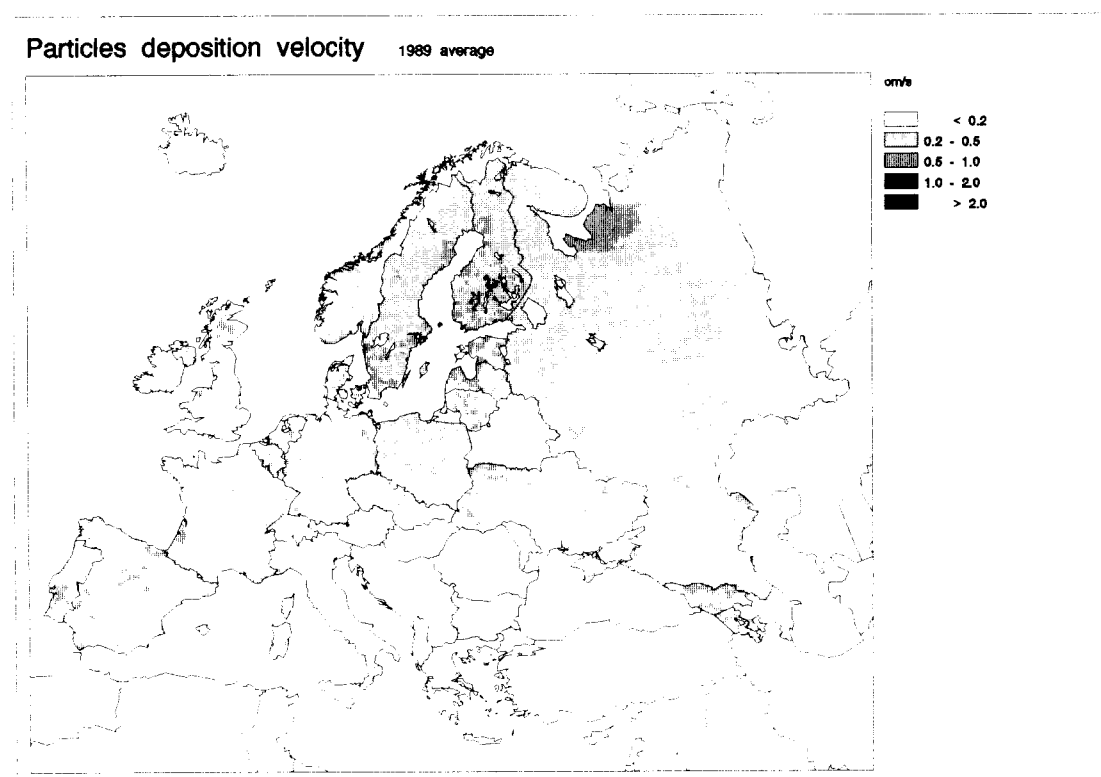 Particles deposition velocity 1989 average
cm/s
< 0.2
0.2 - 0.5
0.5 - 1.0
1.0 - 2.0
> 2.0